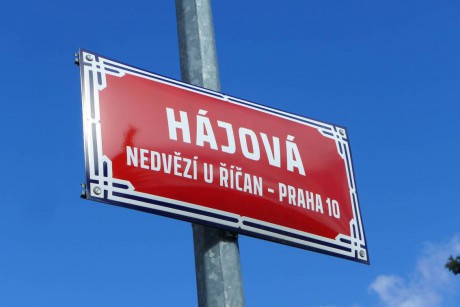 HÁJOVÁ
NEDVĚZÍ U ŘÍČAN - PRAHA 10